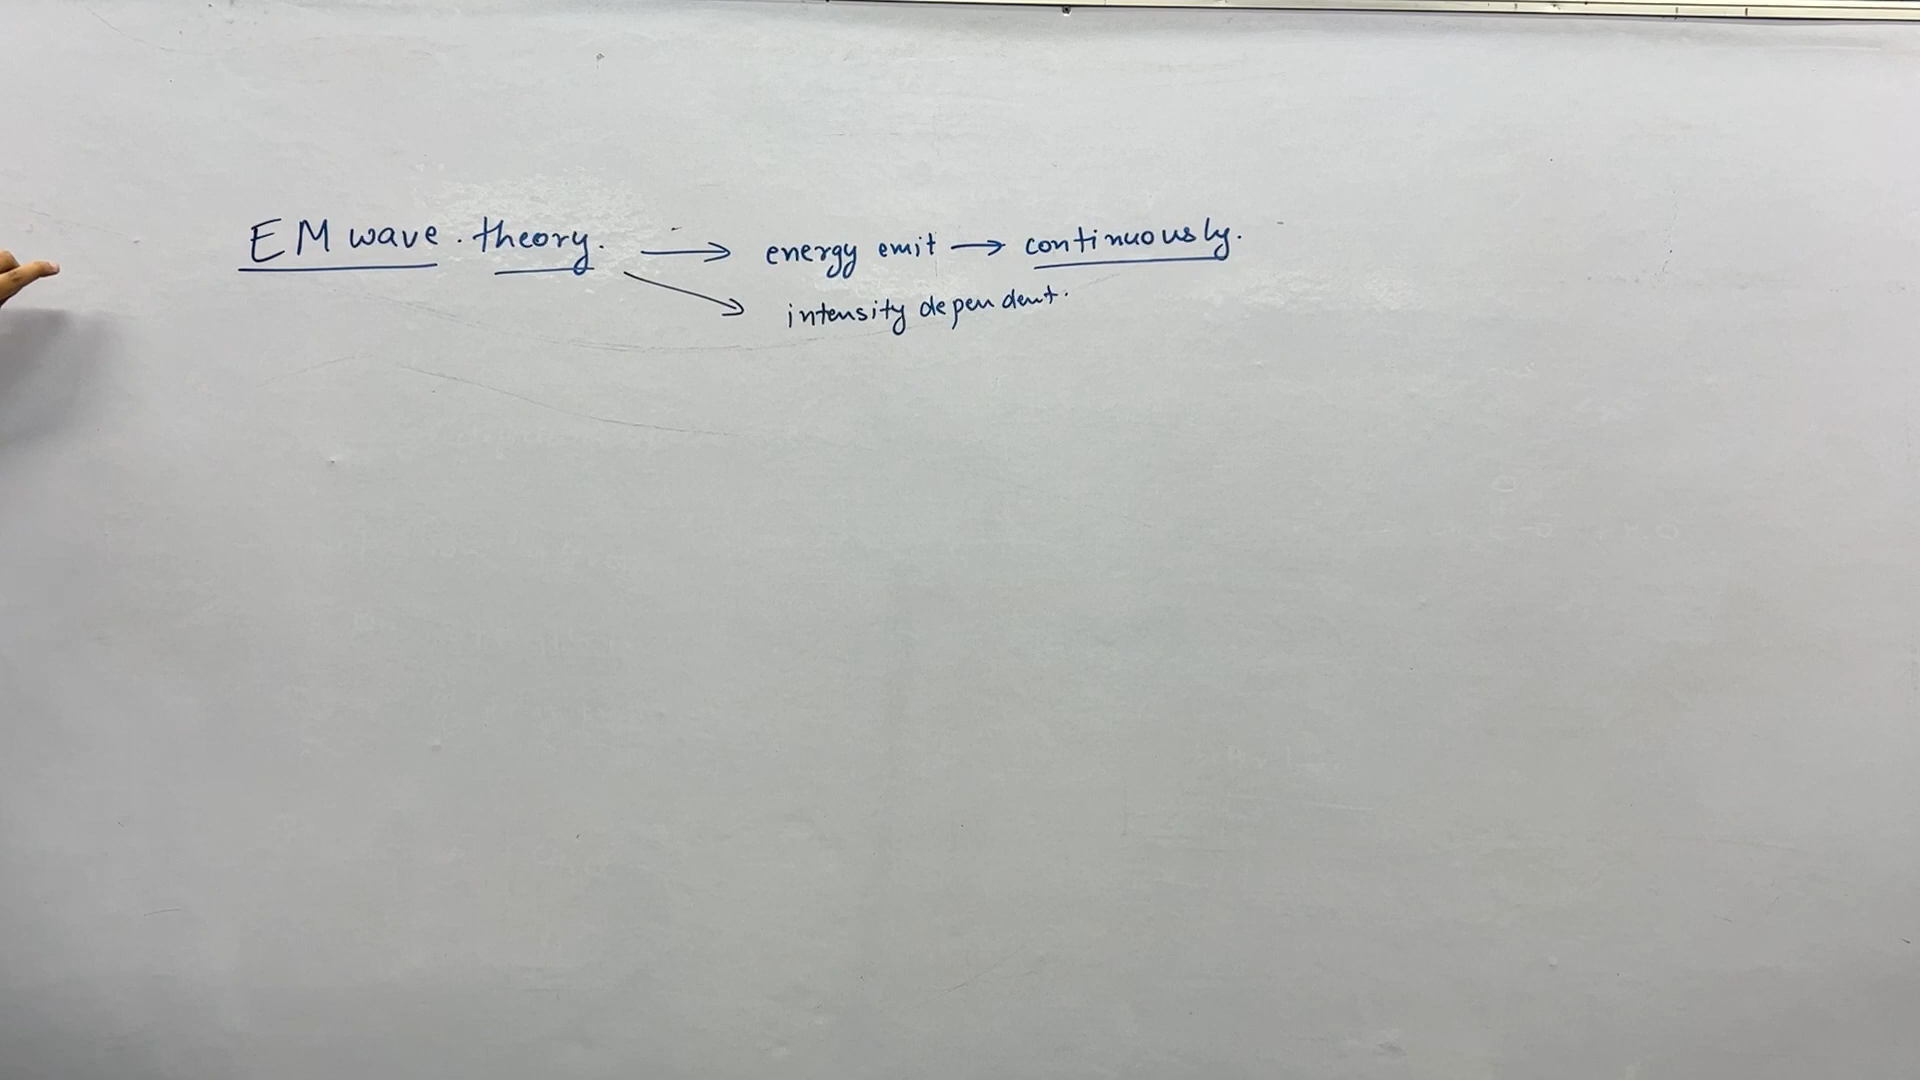 EM wave. theory. → energy emit → continuously.
→ intensity dependent.